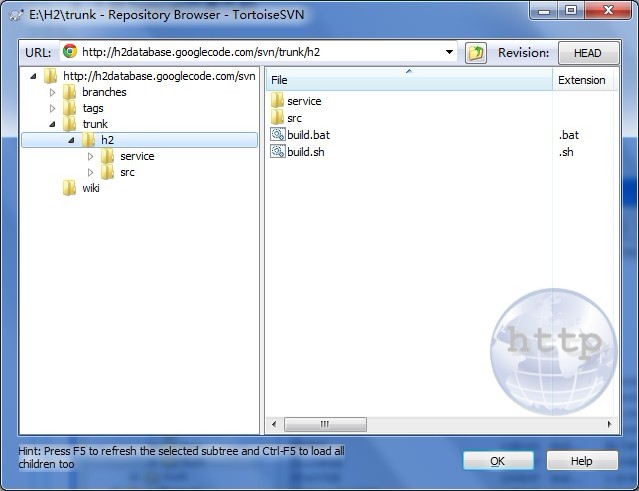 E:\H2\trunk - Repository Browser - TortoiseSVN
URL: http://h2database.googlecode.com/svn/trunk/h2 Revision: HEAD
http://h2database.googlecode.com/svn
branches
tags
trunk
h2
service
src
wiki
File Extension
service
src
build.bat .bat
build.sh .sh
http
Hint: Press F5 to refresh the selected subtree and Ctrl-F5 to load all
children too
OK Help